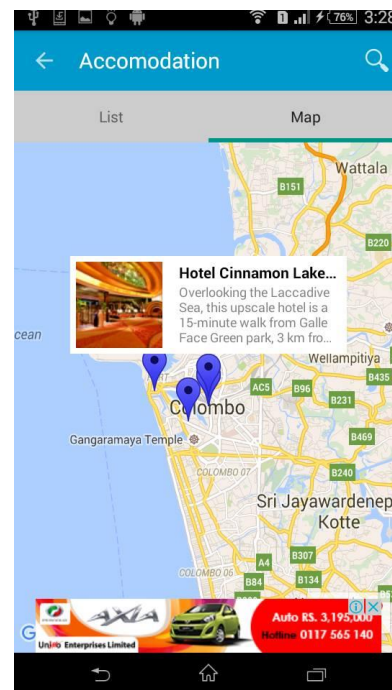 76% 3:28
Accomodation
List
Map
Wattala
B151
B220
Hotel Cinnamon Lake...
Overlooking the Laccadive
Sea, this upscale hotel is a
15-minute walk from Galle
Face Green park, 3 km fro...
cean
Wellampitiya
AC5
B96
B435
B231
Colombo
Gangaramaya Temple
B469
COLOMBO 07
B240
Sri Jayawardenep
Kotte
B307
COLOMBO 06
A4
B84
B134
AXIA
Auto RS. 3,195,000
Hotline 0117 565 140
Unimo Enterprises Limited
G